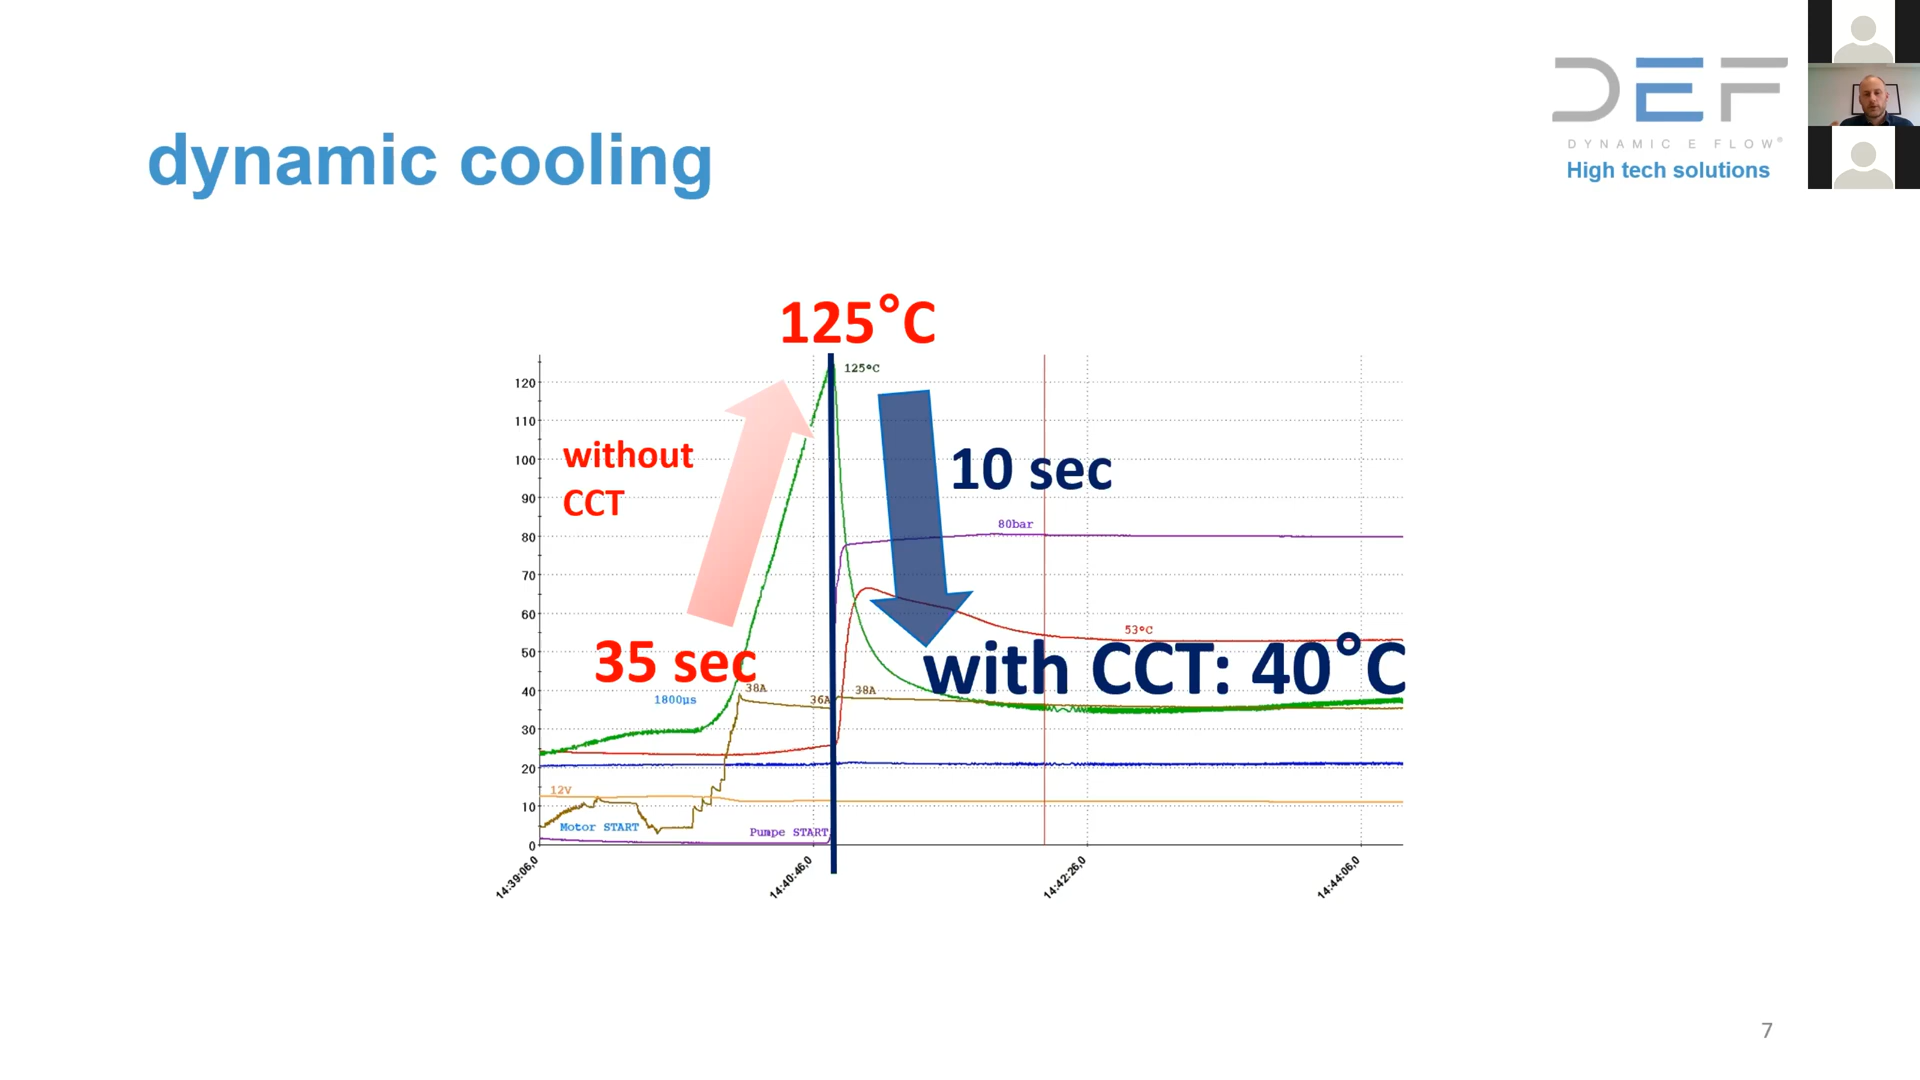 DEF
DYNAMIC E FLOW®
High tech solutions
dynamic cooling
125°C
125°C
without
CCT
10 sec
80bar
53°C
35 sec
with CCT: 40°C
1800µs
38A
36A
38A
12V
Motor START
Pumpe START
120
110
100
90
80
70
60
50
40
30
20
10
0
14:39:06,0
14:40:46,0
14:42:26,0
14:44:06,0
7